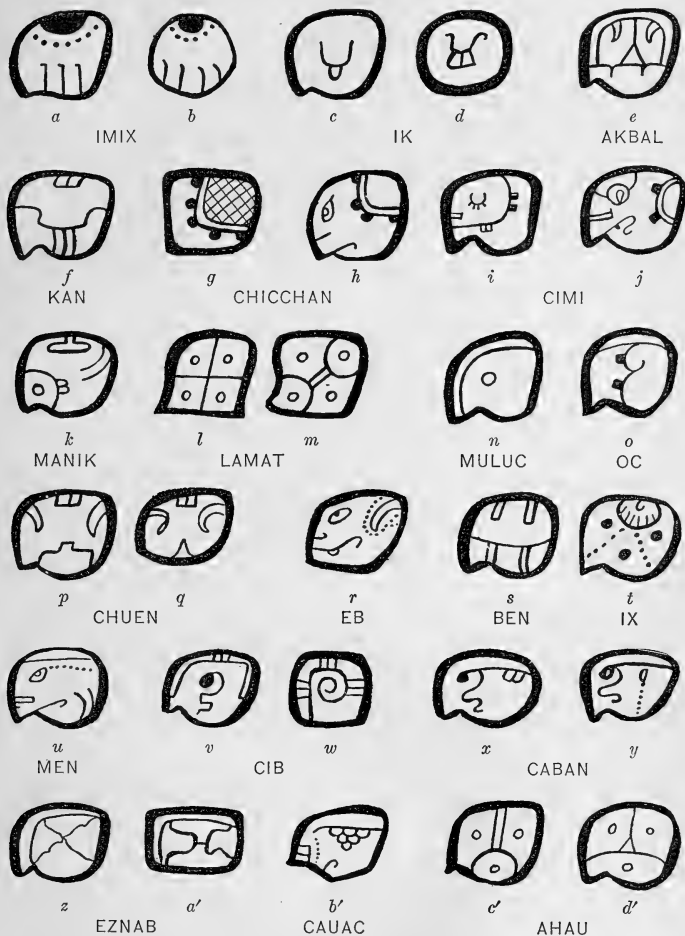 a b c d e
IMIX IK AKBAL
f g h i j
KAN CHICCHAN CIMI
k l m n o
MANIK LAMAT MULUC OC
p q r s t
CHUEN EB BEN IX
u v w x y
MEN CIB CABAN
z a' b' c' d'
EZNAB CAUAC AHAU